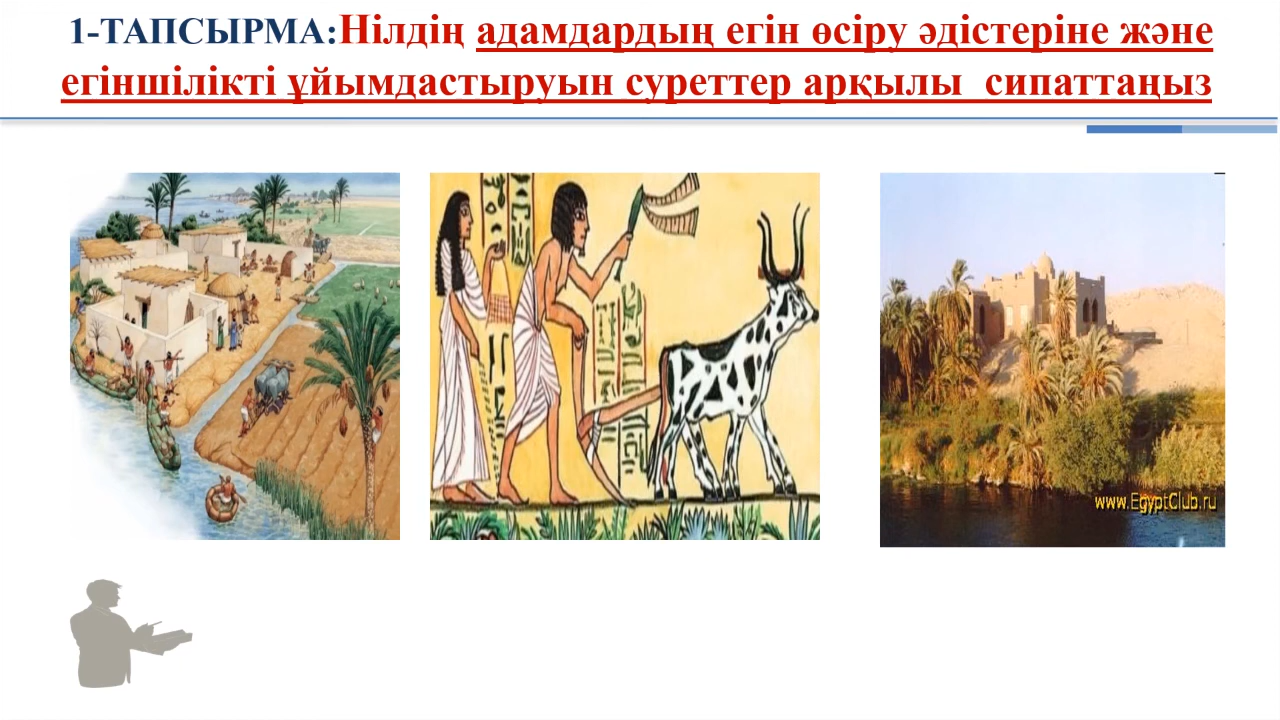 1-ТАПСЫРМА:Нілдің адамдардың егін өсіру әдістеріне және
егіншілікті ұйымдастыруын суреттер арқылы  сипаттаңыз
www.EgyptClub.ru